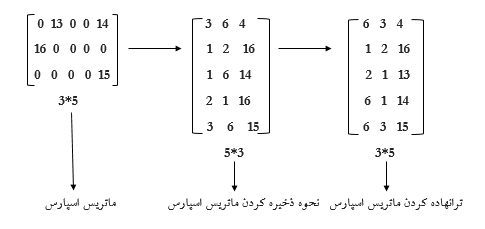 0 13 0 0 14
16 0 0 0 0
0 0 0 0 15
3*5
ماتریس اسپارس
3 6 4
1 2 16
1 6 14
2 1 16
3 6 15
5*3
نحوه ذخیره کردن ماتریس اسپارس
6 3 4
1 2 16
2 1 13
6 1 14
6 3 15
3*5
ترانهاده کردن ماتریس اسپارس